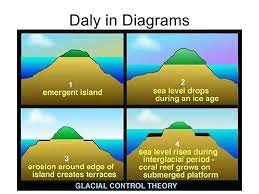 Daly in Diagrams
1
emergent island
2
sea level drops
during an ice age
3
erosion around edge of
island creates terraces
4
sea level rises during
interglacial period -
coral reef grows on
submerged platform
GLACIAL CONTROL THEORY